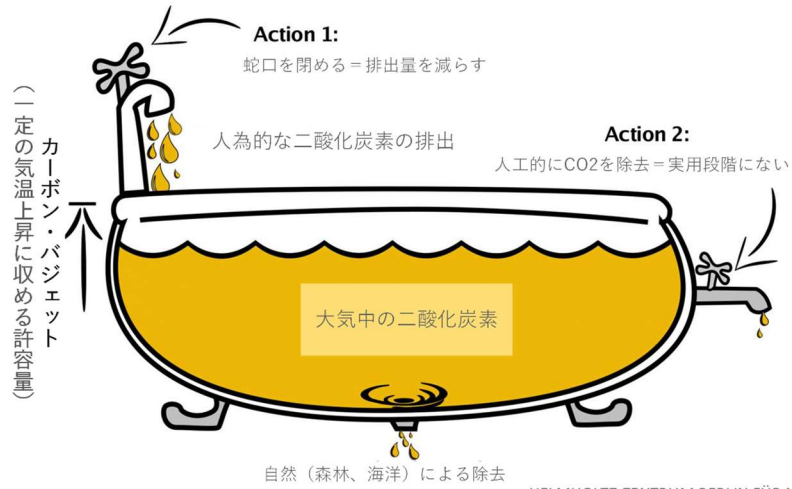 Action 1:
蛇口を閉める＝排出量を減らす
人為的な二酸化炭素の排出
Action 2:
人工的にCO2を除去＝実用段階にない
カーボン・バジェット
（一定の気温上昇に収める許容量）
大気中の二酸化炭素
自然（森林、海洋）による除去